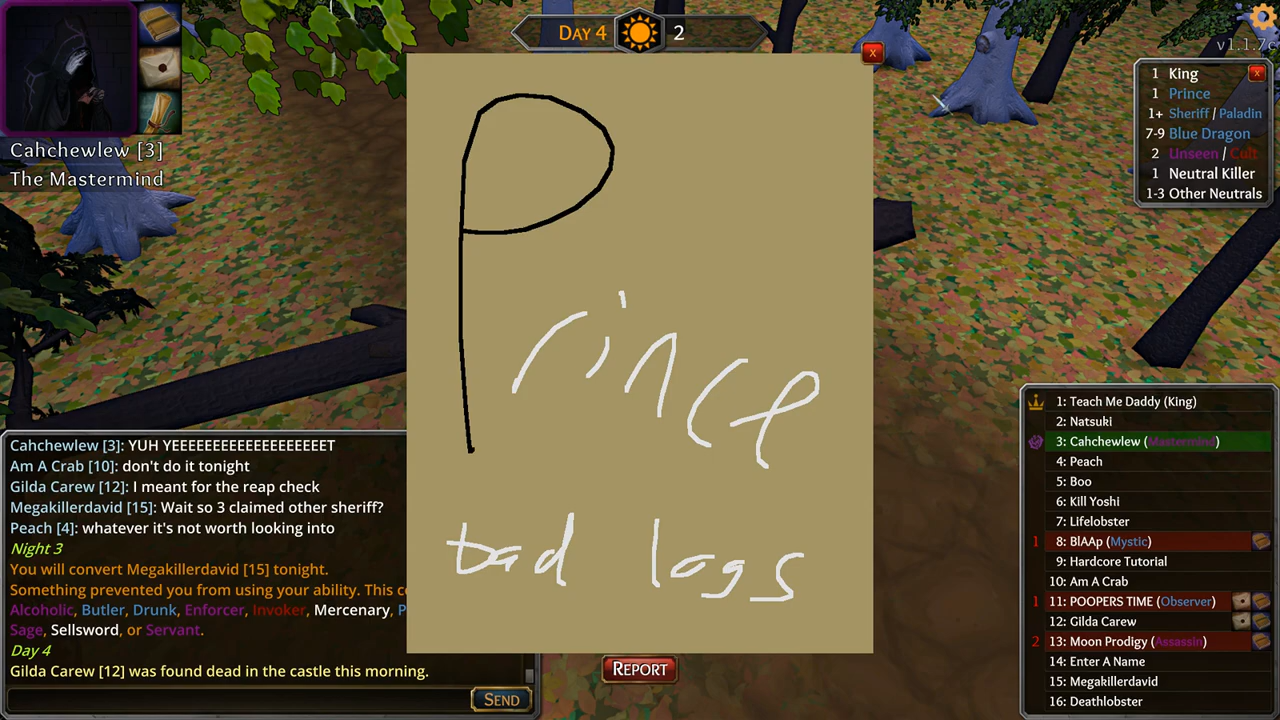 DAY 4 2
v1.1.7c
Cahchewlew [3]
The Mastermind
Prince
bad logs
REPORT
x
1 King x
1 Prince
1+ Sheriff / Paladin
7-9 Blue Dragon
2 Unseen / Cult
1 Neutral Killer
1-3 Other Neutrals
Cahchewlew [3]: YUH YEEEEEEEEEEEEEEEEEEEET
Am A Crab [10]: don't do it tonight
Gilda Carew [12]: I meant for the reap check
Megakillerdavid [15]: Wait so 3 claimed other sheriff?
Peach [4]: whatever it's not worth looking into
Night 3
You will convert Megakillerdavid [15] tonight.
Something prevented you from using your ability. This co
Alcoholic, Butler, Drunk, Enforcer, Invoker, Mercenary, P
Sage, Sellsword, or Servant.
Day 4
Gilda Carew [12] was found dead in the castle this morning.
SEND
1: Teach Me Daddy (King)
2: Natsuki
3: Cahchewlew (Mastermind)
4: Peach
5: Boo
6: Kill Yoshi
7: Lifelobster
1 8: BlAAp (Mystic)
9: Hardcore Tutorial
10: Am A Crab
1 11: POOPERS TIME (Observer)
12: Gilda Carew
2 13: Moon Prodigy (Assassin)
14: Enter A Name
15: Megakillerdavid
16: Deathlobster